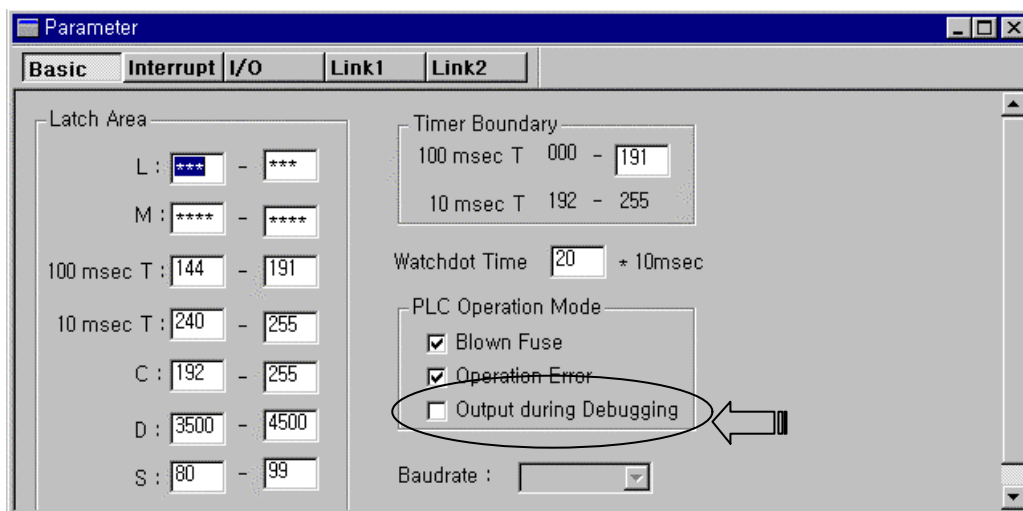 Parameter
Basic Interrupt I/O Link1 Link2
Latch Area
L : *** - ***
M : **** - ****
100 msec T : 144 - 191
10 msec T : 240 - 255
C : 192 - 255
D : 3500 - 4500
S : 80 - 99
Timer Boundary
100 msec T 000 - 191
10 msec T 192 - 255
Watchdot Time 20 * 10msec
PLC Operation Mode
Blown Fuse
Operation Error
Output during Debugging
Baudrate :